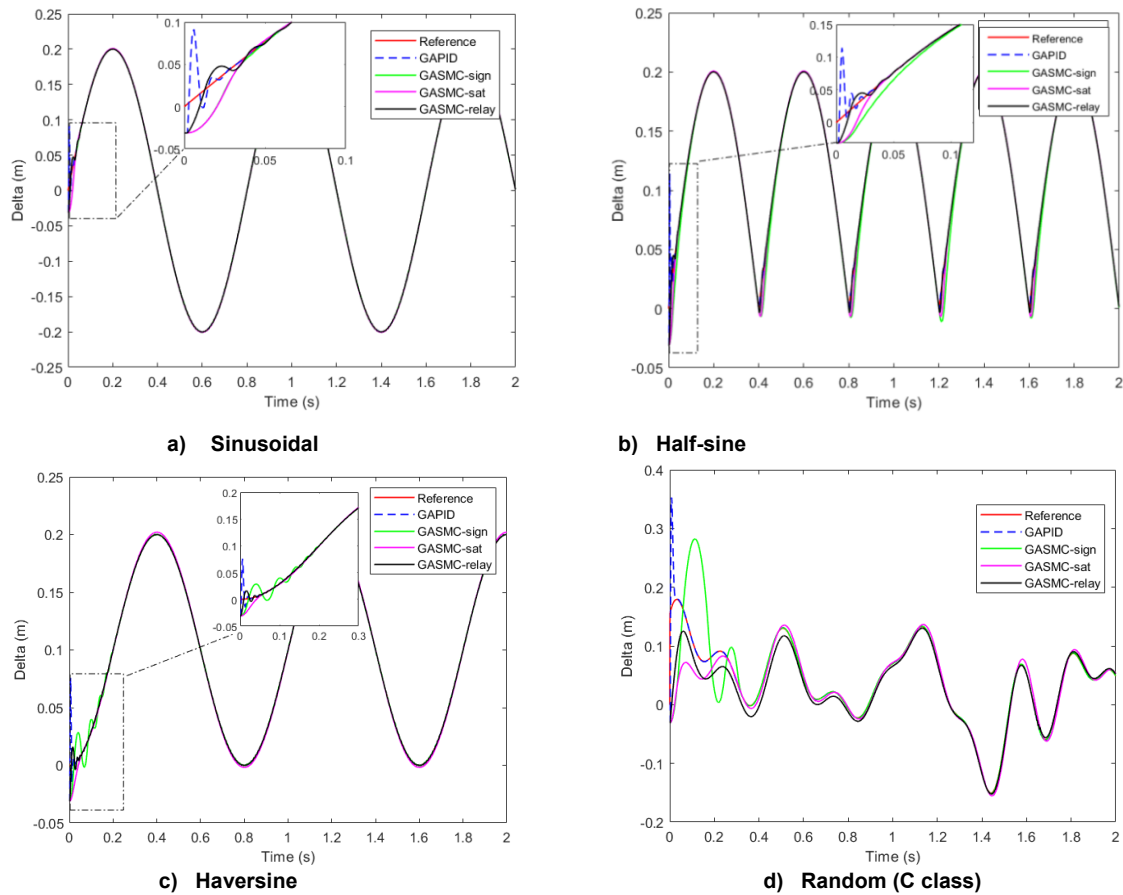 0.25
0.2
0.15
0.1
0.05
0
-0.05
-0.1
-0.15
-0.2
-0.25
Delta (m)
0 0.2 0.4 0.6 0.8 1 1.2 1.4 1.6 1.8 2
Time (s)
0.1
0.05
0
-0.05
0.05 0.1
Reference
GAPID
GASMC-sign
GASMC-sat
GASMC-relay
a) Sinusoidal
0.25
0.2
0.15
0.1
0.05
0
-0.05
Delta (m)
0 0.2 0.4 0.6 0.8 1 1.2 1.4 1.6 1.8 2
Time (s)
0.15
0.1
0.05
0
0 0.05 0.1
Reference
GAPID
GASMC-sign
GASMC-sat
GASMC-relay
b) Half-sine
0.25
0.2
0.15
0.1
0.05
0
-0.05
Delta (m)
0 0.2 0.4 0.6 0.8 1 1.2 1.4 1.6 1.8 2
Time (s)
0.2
0.15
0.1
0.05
0
-0.05
0 0.1 0.2 0.3
Reference
GAPID
GASMC-sign
GASMC-sat
GASMC-relay
c) Haversine
0.4
0.3
0.2
0.1
0
-0.1
-0.2
Delta (m)
0 0.2 0.4 0.6 0.8 1 1.2 1.4 1.6 1.8 2
Time (s)
Reference
GAPID
GASMC-sign
GASMC-sat
GASMC-relay
d) Random (C class)